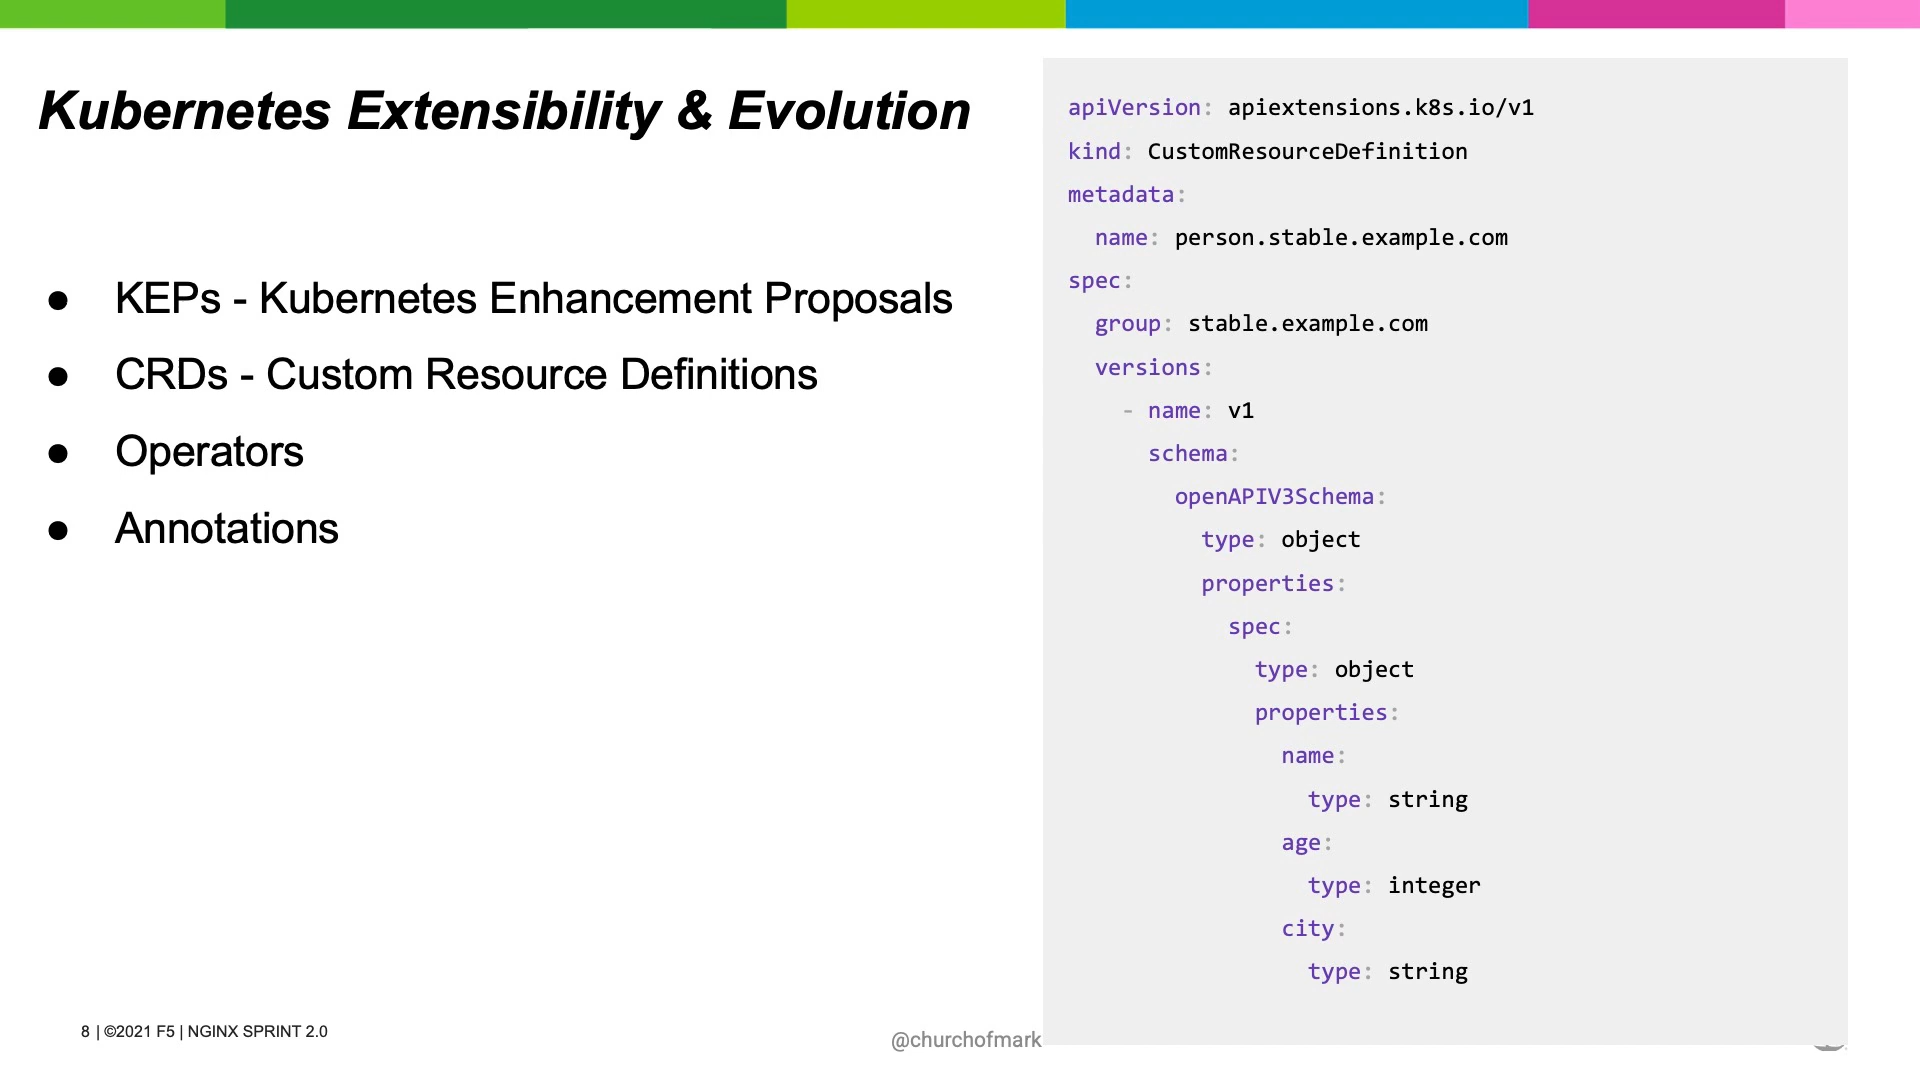 Kubernetes Extensibility & Evolution
● KEPs - Kubernetes Enhancement Proposals
● CRDs - Custom Resource Definitions
● Operators
● Annotations
apiVersion: apiextensions.k8s.io/v1
kind: CustomResourceDefinition
metadata:
  name: person.stable.example.com
spec:
  group: stable.example.com
  versions:
    - name: v1
      schema:
        openAPIV3Schema:
          type: object
          properties:
            spec:
              type: object
              properties:
                name:
                  type: string
                age:
                  type: integer
                city:
                  type: string
8 | ©2021 F5 | NGINX SPRINT 2.0
@churchofmark